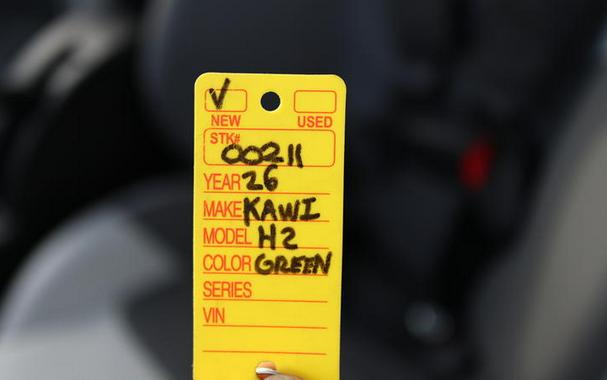 ✓
NEW USED
STK# 00211
YEAR 26
MAKE KAWI
MODEL H2
COLOR GREEN
SERIES
VIN